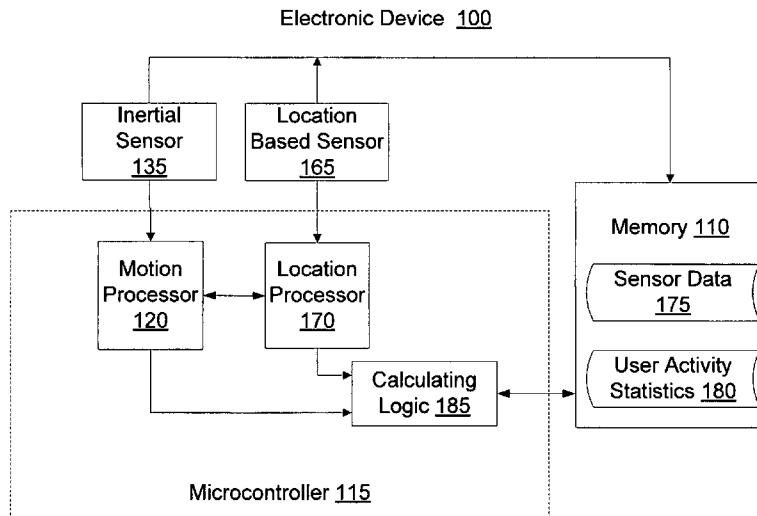 Electronic Device 100
Inertial
Sensor
135
Location
Based Sensor
165
Memory 110
Sensor Data
175
User Activity
Statistics 180
Motion
Processor
120
Location
Processor
170
Calculating
Logic 185
Microcontroller 115